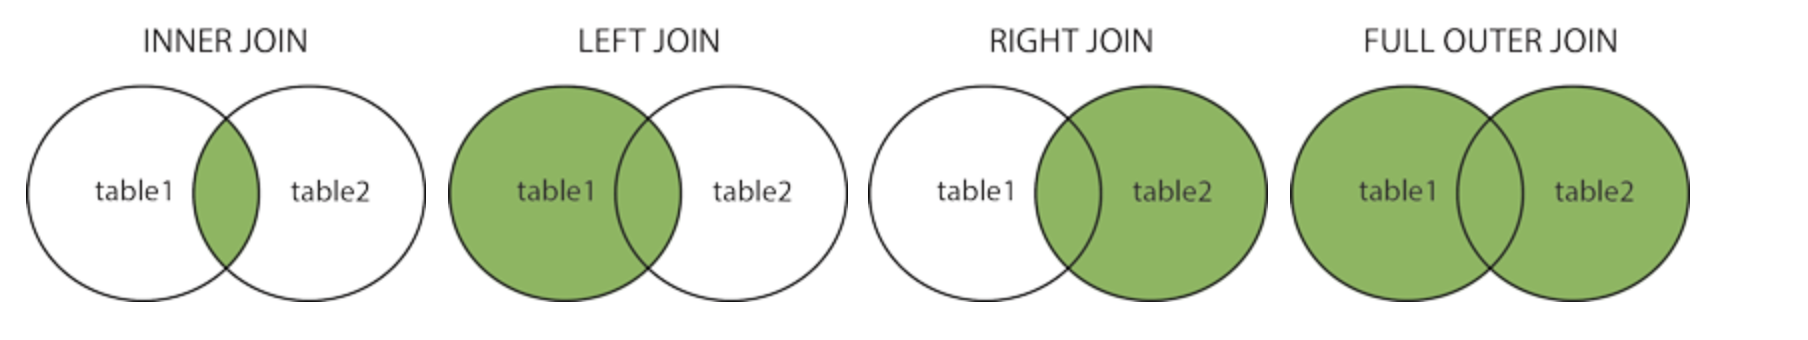 INNER JOIN
LEFT JOIN
RIGHT JOIN
FULL OUTER JOIN
table1
table2
table1
table2
table1
table2
table1
table2